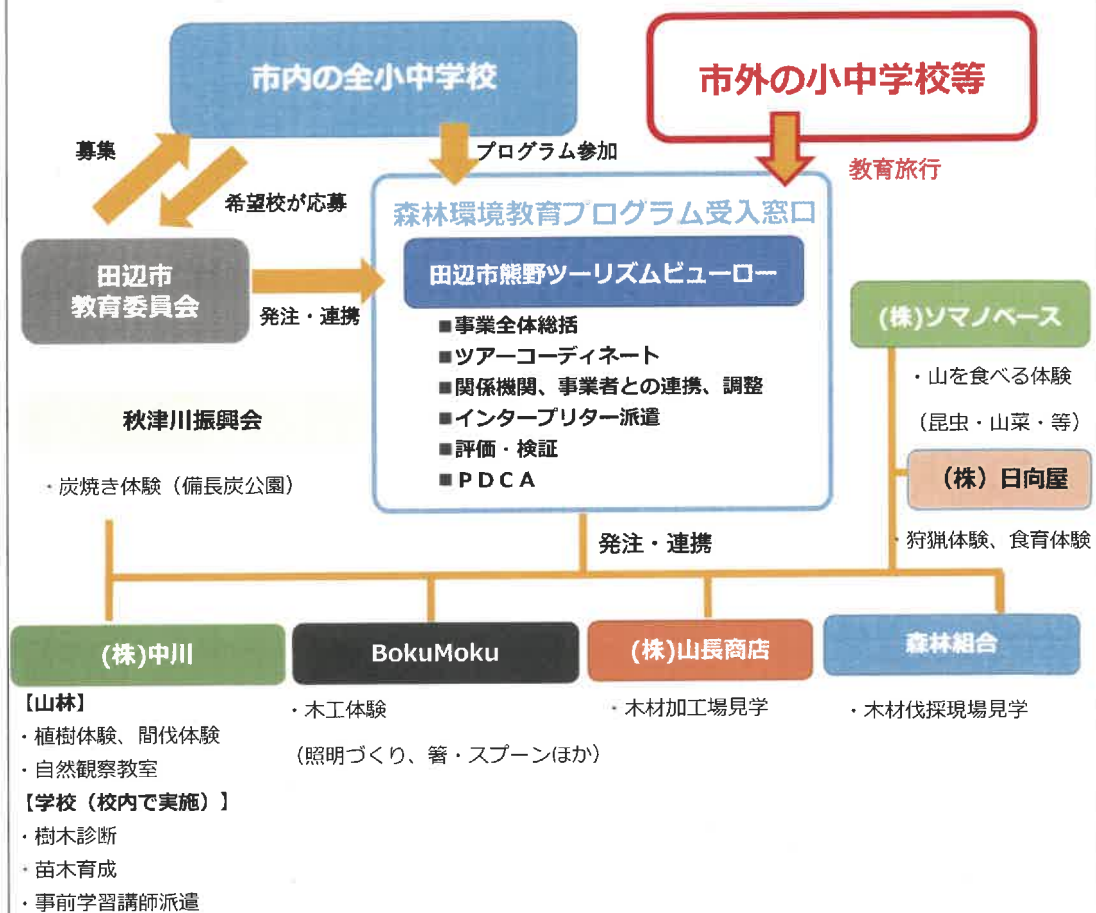 市内の全小中学校
市外の小中学校等
募集
プログラム参加
教育旅行
希望校が応募
森林環境教育プログラム受入窓口
田辺市
教育委員会
発注・連携
田辺市熊野ツーリズムビューロー
■事業全体総括
■ツアーコーディネート
■関係機関、事業者との連携、調整
■インタープリター派遣
■評価・検証
■PDCA
(株)ソマノベース
・山を食べる体験
(昆虫・山菜・等)
(株)日向屋
・狩猟体験、食育体験
秋津川振興会
・炭焼き体験(備長炭公園)
発注・連携
(株)中川
【山林】
・植樹体験、間伐体験
・自然観察教室
【学校(校内で実施)】
・樹木診断
・苗木育成
・事前学習講師派遣
BokuMoku
・木工体験
(照明づくり、箸・スプーンほか)
(株)山長商店
・木材加工場見学
森林組合
・木材伐採現場見学